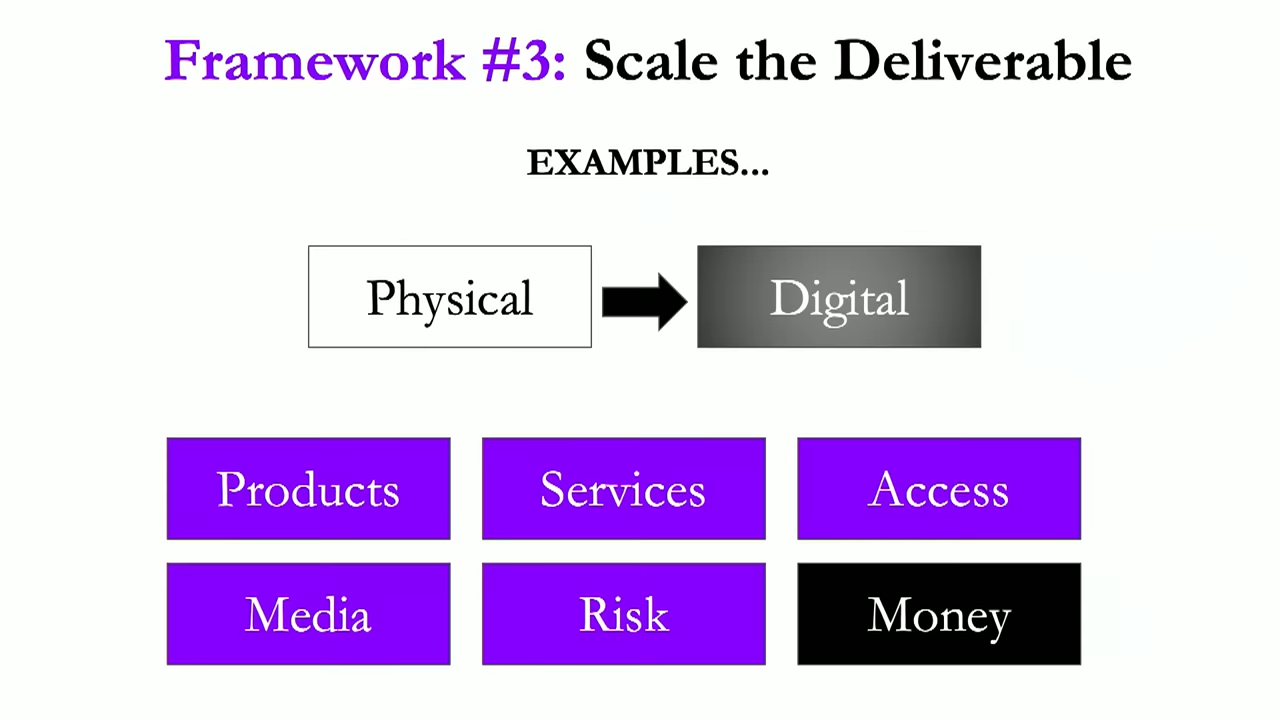 Framework #3: Scale the Deliverable
EXAMPLES...
Physical Digital
Products Services Access
Media Risk Money